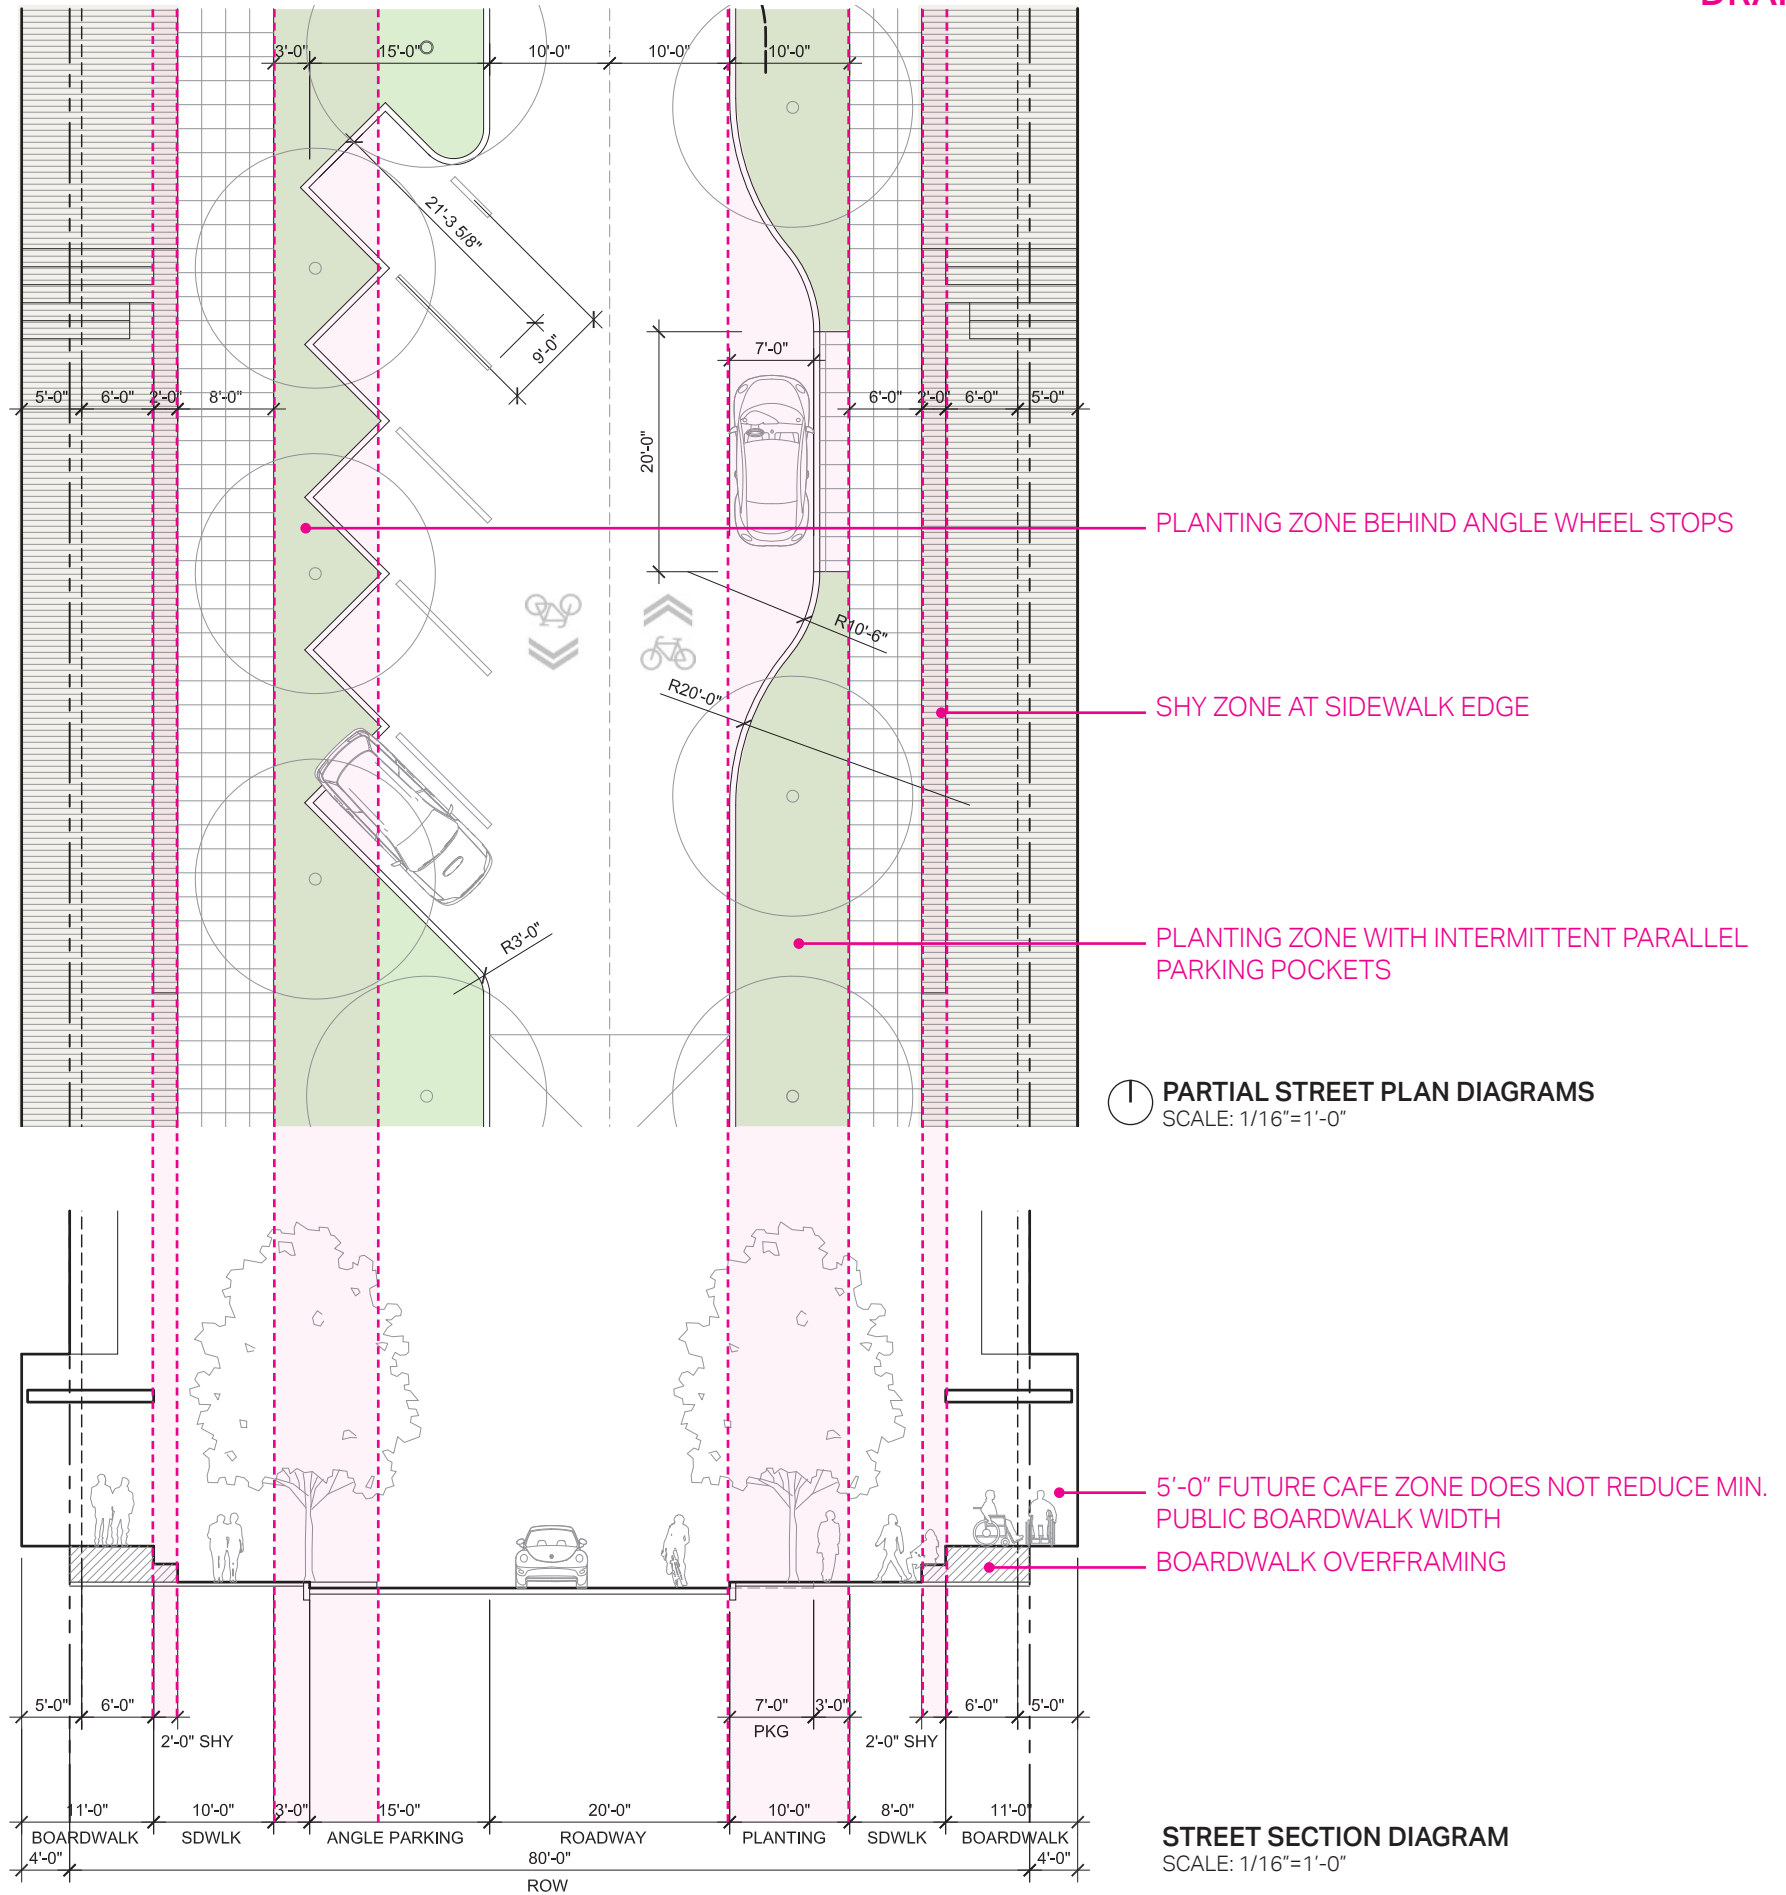 3'-0" 15'-0" 10'-0" 10'-0" 10'-0"
21'-3 5/8"
9'-0"
7'-0"
5'-0" 6'-0" 2'-0" 8'-0" 6'-0" 2'-0" 6'-0" 5'-0"
20'-0"
PLANTING ZONE BEHIND ANGLE WHEEL STOPS
R10'-6"
R20'-0"
SHY ZONE AT SIDEWALK EDGE
R3'-0"
PLANTING ZONE WITH INTERMITTENT PARALLEL
PARKING POCKETS
PARTIAL STREET PLAN DIAGRAMS
SCALE: 1/16"=1'-0"
5'-0" FUTURE CAFE ZONE DOES NOT REDUCE MIN.
PUBLIC BOARDWALK WIDTH
BOARDWALK OVERFRAMING
5'-0" 6'-0" 7'-0" 3'-0" 6'-0" 5'-0"
2'-0" SHY PKG 2'-0" SHY
11'-0" 10'-0" 3'-0" 15'-0" 20'-0" 10'-0" 8'-0" 11'-0"
BOARDWALK SDWLK ANGLE PARKING ROADWAY PLANTING SDWLK BOARDWALK
4'-0" 80'-0" 4'-0"
ROW
STREET SECTION DIAGRAM
SCALE: 1/16"=1'-0"